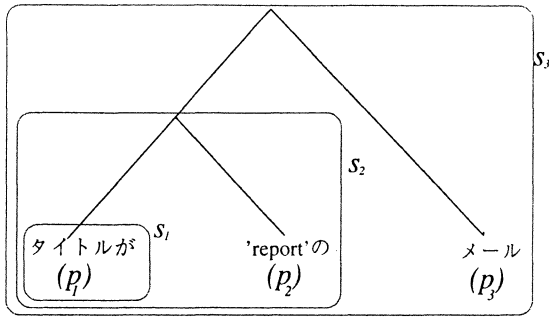 s₃
s₂
s₁
タイトルが 'report'の メール
(p₁) (p₂) (p₃)